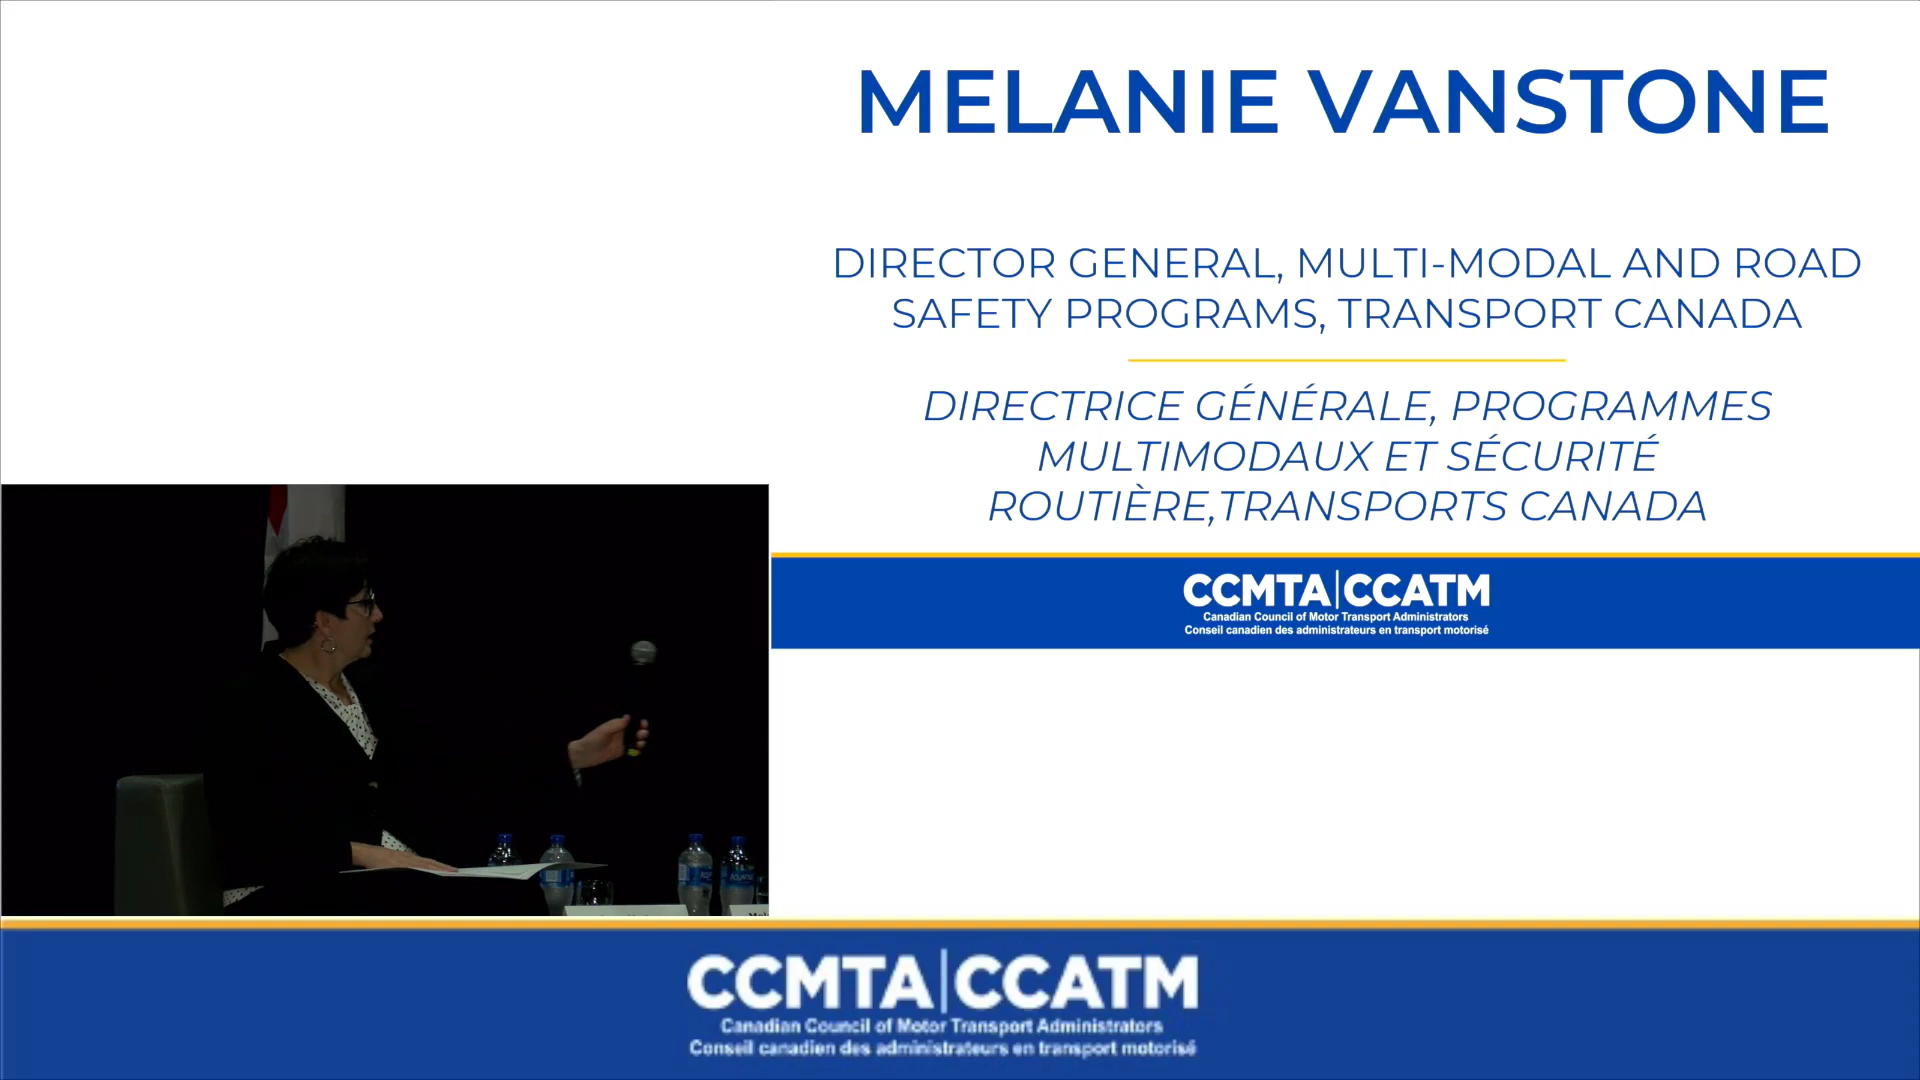 MELANIE VANSTONE
DIRECTOR GENERAL, MULTI-MODAL AND ROAD
SAFETY PROGRAMS, TRANSPORT CANADA
DIRECTRICE GÉNÉRALE, PROGRAMMES
MULTIMODAUX ET SÉCURITÉ
ROUTIÈRE,TRANSPORTS CANADA
CCMTA|CCATM
Canadian Council of Motor Transport Administrators
Conseil canadien des administrateurs en transport motorisé
CCMTA|CCATM
Canadian Council of Motor Transport Administrators
Conseil canadien des administrateurs en transport motorisé